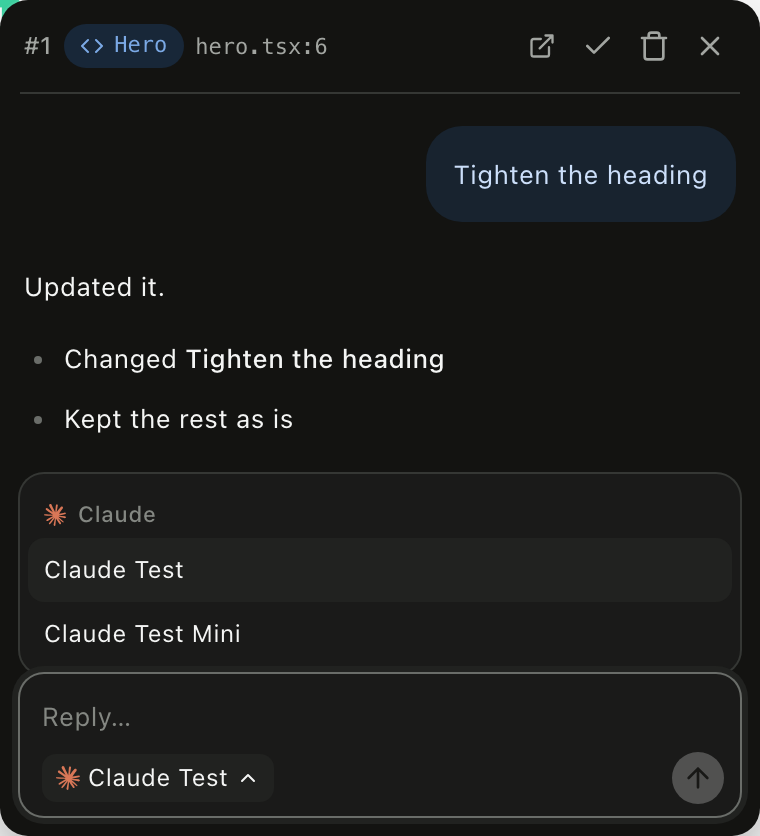 #1 <> Hero hero.tsx:6
Tighten the heading
Updated it.
• Changed Tighten the heading
• Kept the rest as is
Claude
Claude Test
Claude Test Mini
Reply...
Claude Test